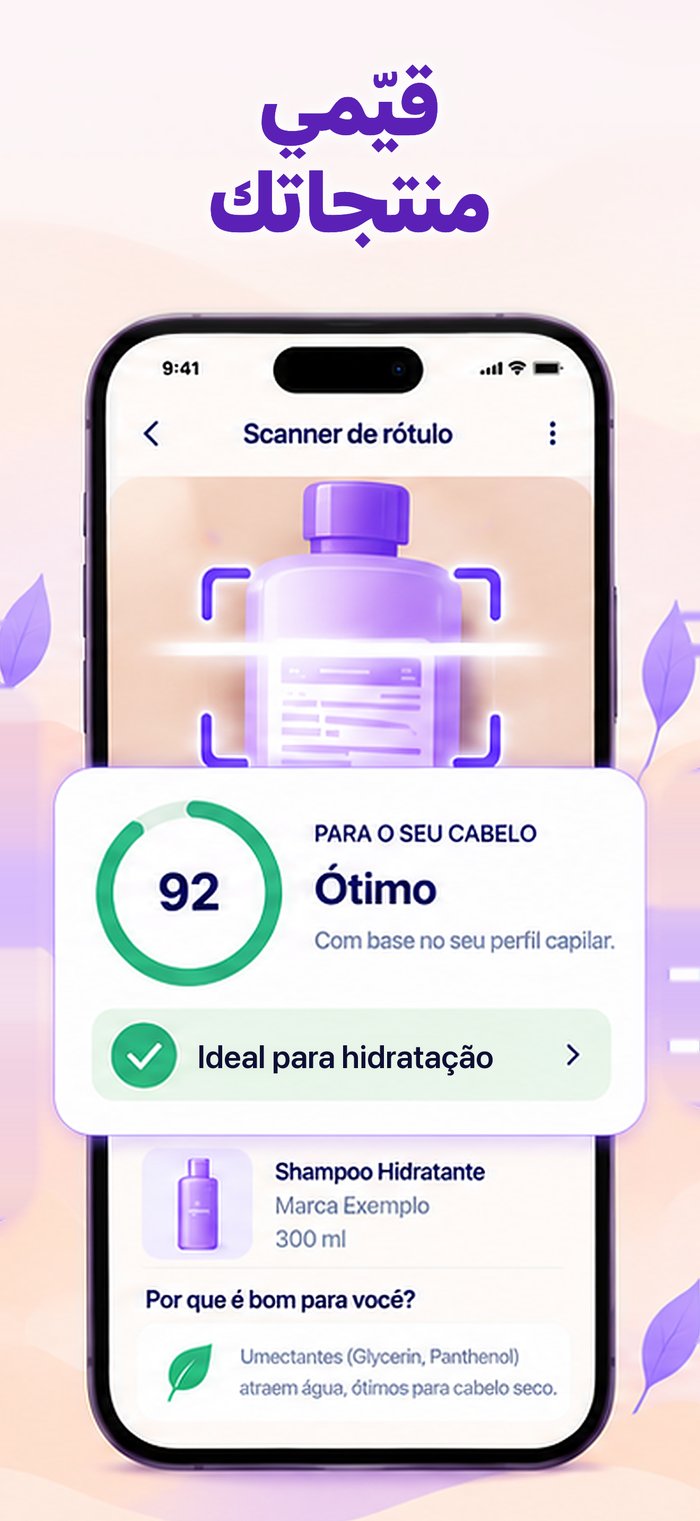 قيّمي
منتجاتك
9:41
Scanner de rótulo
92
PARA O SEU CABELO
Ótimo
Com base no seu perfil capilar.
Ideal para hidratação
Shampoo Hidratante
Marca Exemplo
300 ml
Por que é bom para você?
Umectantes (Glycerin, Panthenol)
atraem água, ótimos para cabelo seco.